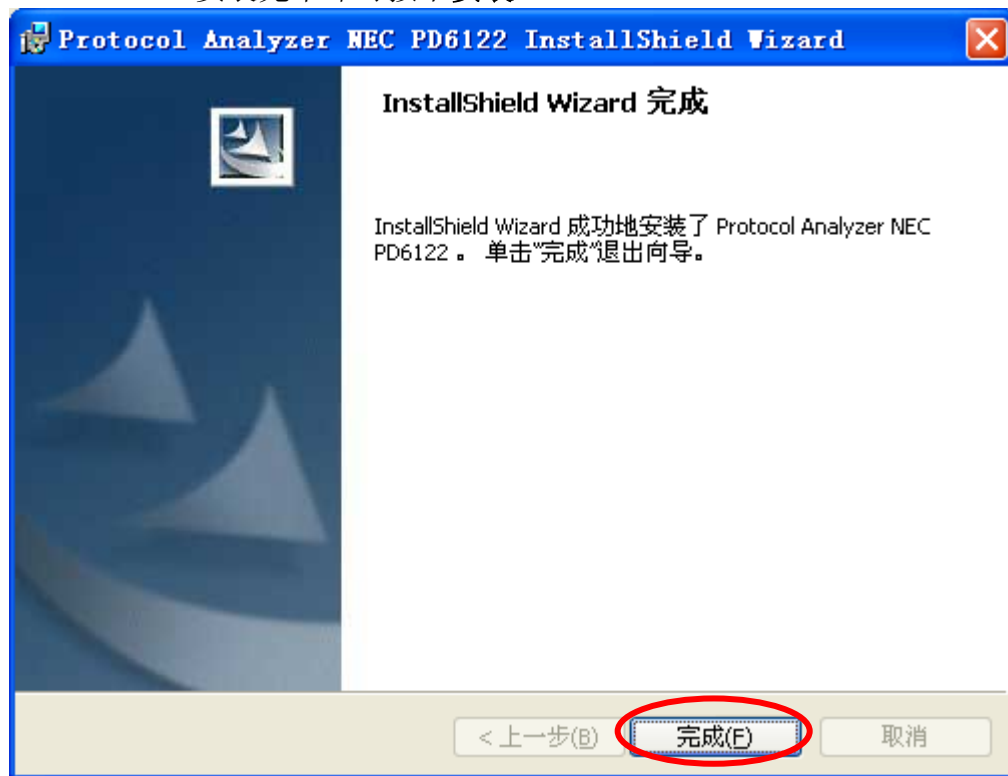 Protocol Analyzer NEC PD6122 InstallShield Wizard
InstallShield Wizard 完成
InstallShield Wizard 成功地安装了 Protocol Analyzer NEC
PD6122 。 单击“完成”退出向导。
<上一步(B)
完成(F)
取消